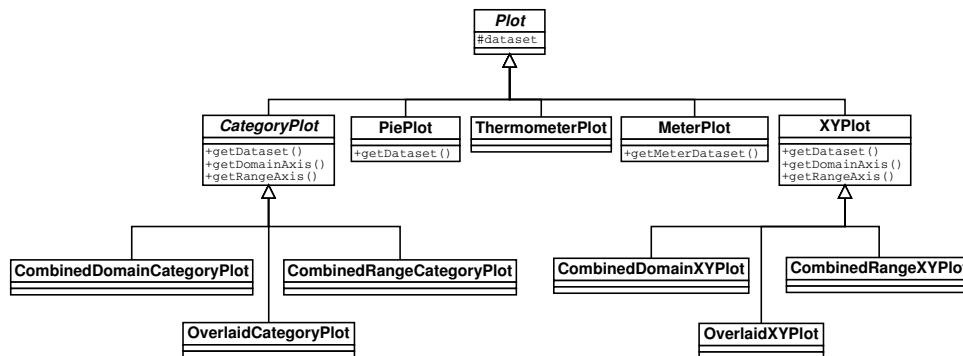 Plot
#dataset
CategoryPlot
+getDataset()
+getDomainAxis()
+getRangeAxis()
PiePlot
+getDataset()
ThermometerPlot
MeterPlot
+getMeterDataset()
XYPlot
+getDataset()
+getDomainAxis()
+getRangeAxis()
CombinedDomainCategoryPlot
CombinedRangeCategoryPlot
CombinedDomainXYPlot
CombinedRangeXYPlot
OverlaidCategoryPlot
OverlaidXYPlot